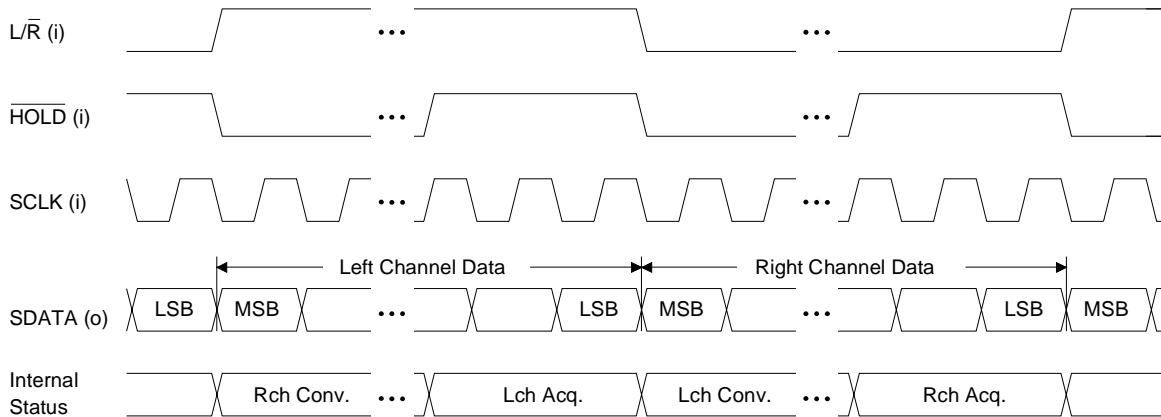 L/R̅ (i)
•••
•••
H̅O̅L̅D̅ (i)
•••
•••
SCLK (i)
•••
•••
Left Channel Data
Right Channel Data
SDATA (o)
LSB
MSB
•••
LSB
MSB
•••
LSB
MSB
Internal
Status
Rch Conv.
•••
Lch Acq.
Lch Conv.
•••
Rch Acq.